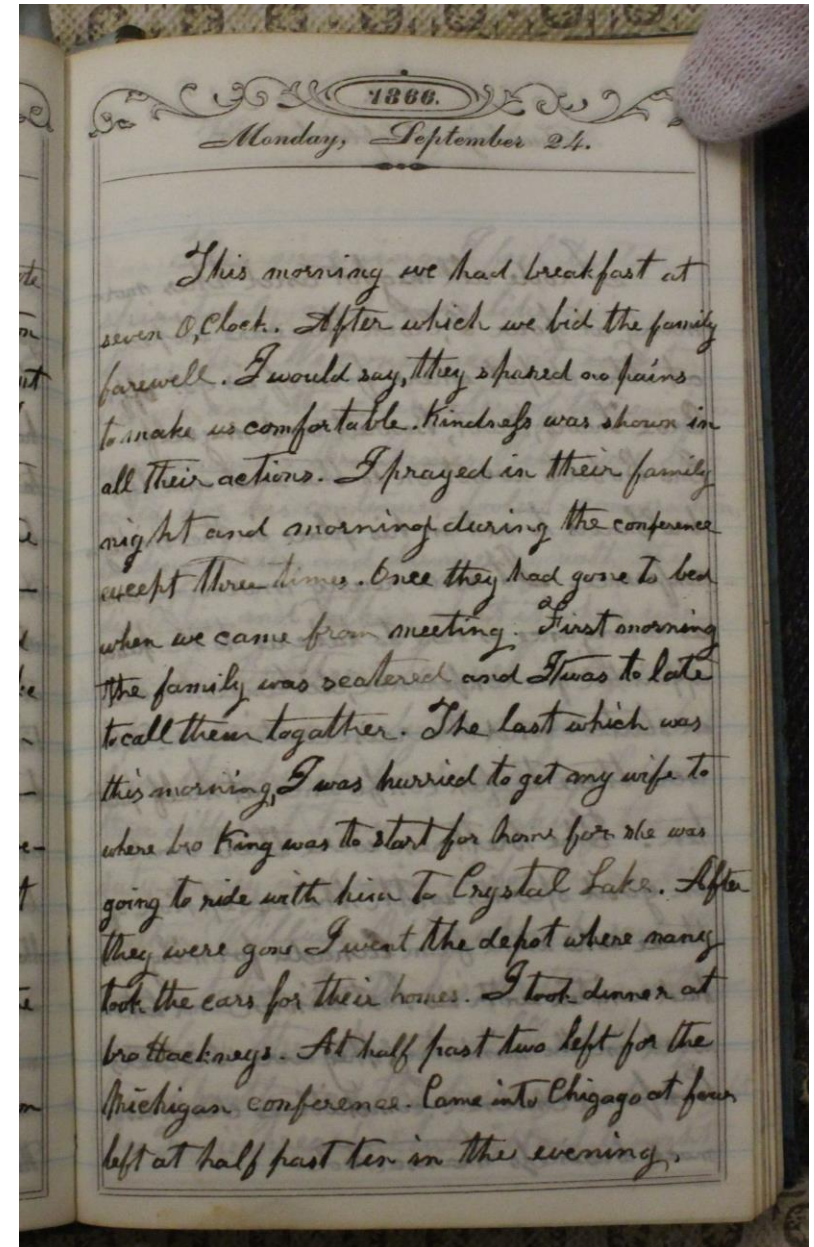 1866.
Monday, September 24.
This morning we had breakfast at
seven O,Clock. After which we bid the family
farewell. I would say, they spared no pains
to make us comfortable. Kindness was shown in
all their actions. I prayed in their family
night and morning during the conference
except three times. Once they had gone to bed
when we came from meeting. First morning
the family was scatered and It was to late
to call them togather. The last which was
this morning, I was hurried to get my wife to
where bro King was to start for home for she was
going to ride with him to Crystal Lake. After
they were gone I went the depot where many
took the cars for their homes. I took dinner at
bro Hackneys. At half past two left for the
Michigan conference. Came into Chigago at four
left at half past ten in the evening.